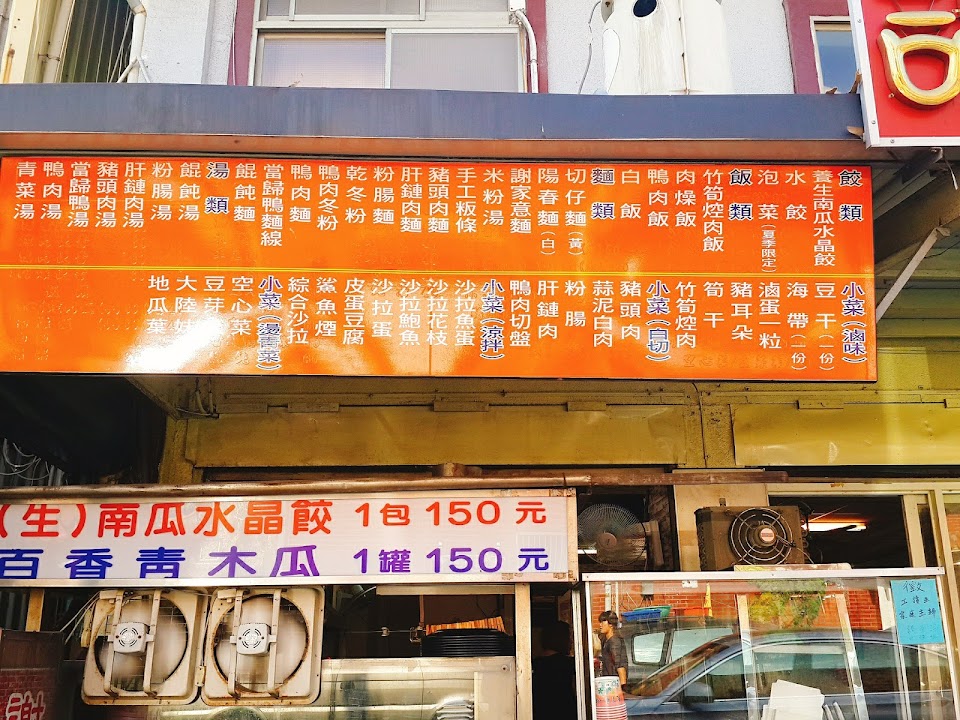 餃類
養生南瓜水晶餃
水餃
泡菜(夏季限定)
飯類
竹筍焢肉飯
肉燥飯
鴨肉飯
白飯
麵類
切仔麵(黃)
陽春麵(白)
謝家意麵
米粉湯
手工粄條
豬頭肉麵
肝鏈肉麵
粉腸麵
乾冬粉
鴨肉冬粉
鴨肉麵
當歸鴨麵線
餛飩麵
湯類
餛飩湯
粉腸湯
肝鏈肉湯
豬頭肉湯
當歸鴨湯
鴨肉湯
青菜湯
小菜(滷味)
豆干(一份)
海帶(一份)
滷蛋一粒
豬耳朵
筍干
竹筍焢肉
小菜(白切)
豬頭肉
蒜泥白肉
粉腸
肝鏈肉
鴨肉切盤
小菜(涼拌)
沙拉魚蛋
沙拉花枝
沙拉鮑魚
沙拉蛋
皮蛋豆腐
鯊魚煙
綜合沙拉
小菜(燙青菜)
空心菜
豆芽菜
大陸妹
地瓜葉
(生)南瓜水晶餃 1包 150 元
百香青木瓜 1罐 150 元
徵